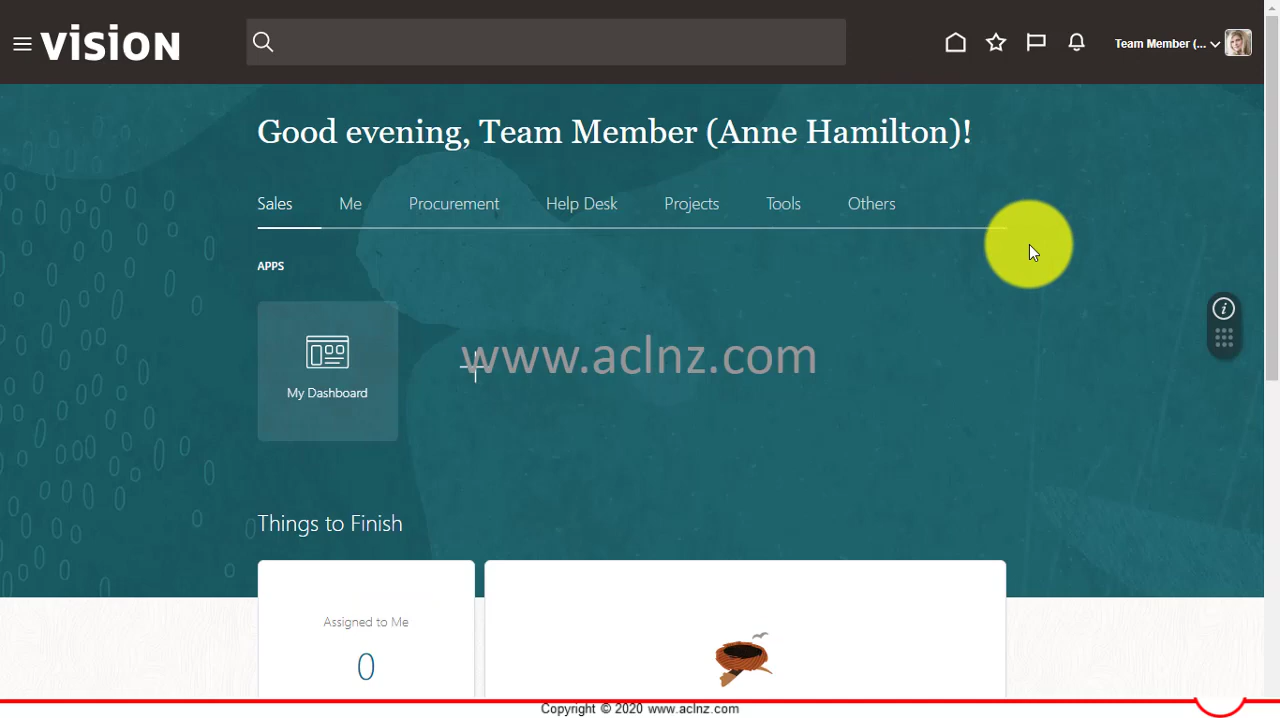 VISION
Team Member (...
Good evening, Team Member (Anne Hamilton)!
Sales Me Procurement Help Desk Projects Tools Others
APPS
My Dashboard
www.aclnz.com
Things to Finish
Assigned to Me
0
Copyright © 2020 www.aclnz.com